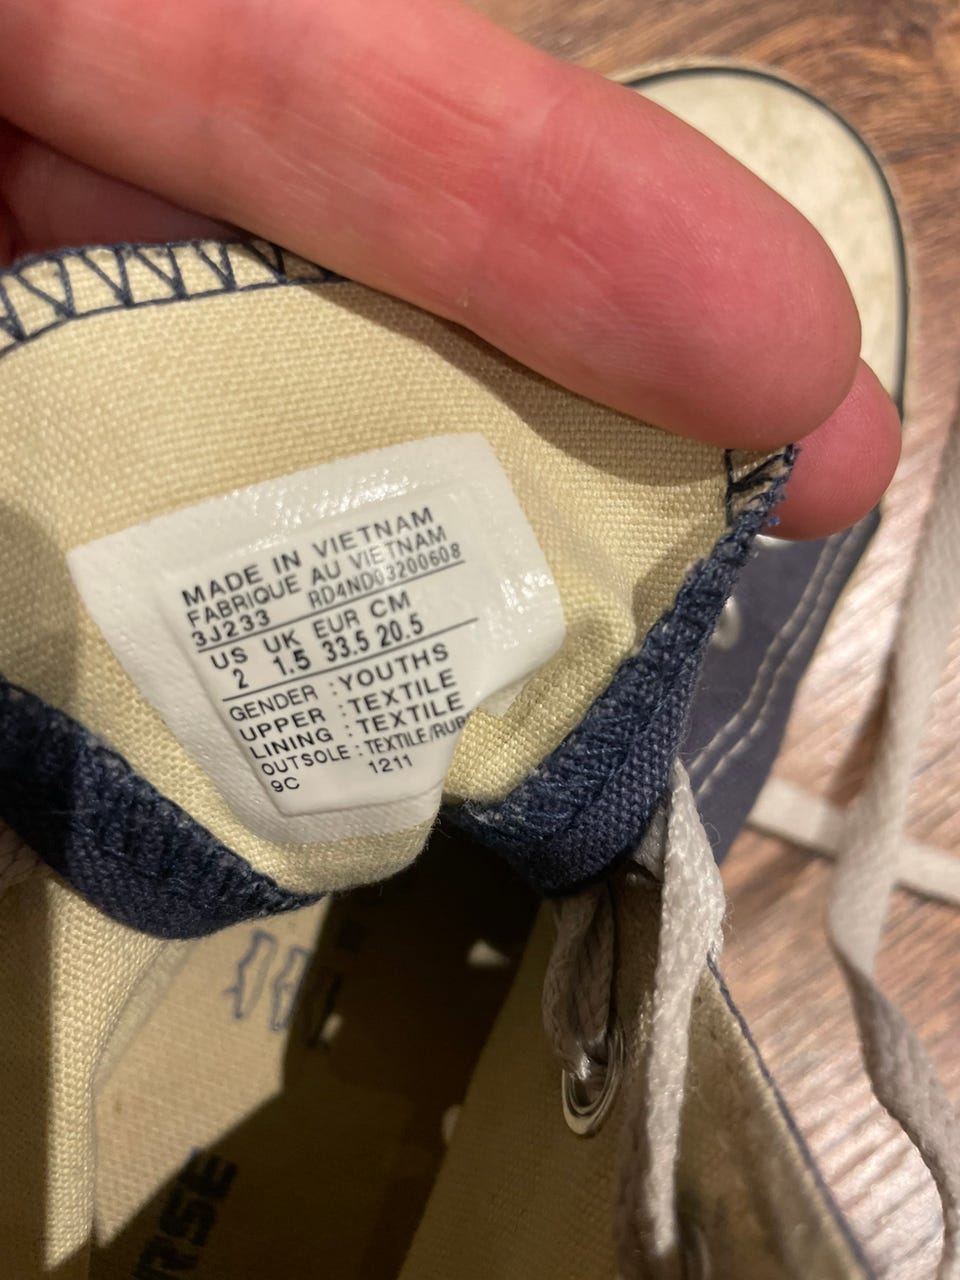 MADE IN VIETNAM
FABRIQUE AU VIETNAM
3J233 RD4ND03200608
US UK EUR CM
2 1.5 33.5 20.5
GENDER : YOUTHS
UPPER : TEXTILE
LINING : TEXTILE
OUTSOLE : TEXTILE/RUB
9C 1211
RSE